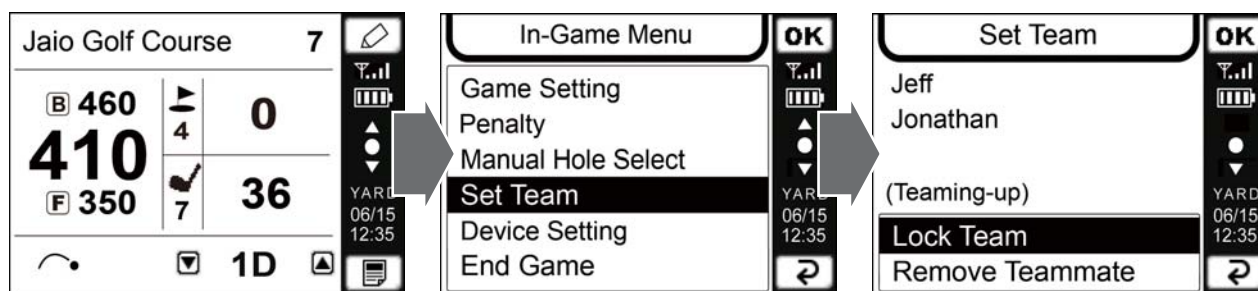 Jaio Golf Course 7
B 460
410
F 350
4
0
7
36
1D
YARD
06/15
12:35
In-Game Menu
OK
Game Setting
Penalty
Manual Hole Select
Set Team
Device Setting
End Game
YARD
06/15
12:35
Set Team
OK
Jeff
Jonathan
(Teaming-up)
Lock Team
Remove Teammate
YARD
06/15
12:35